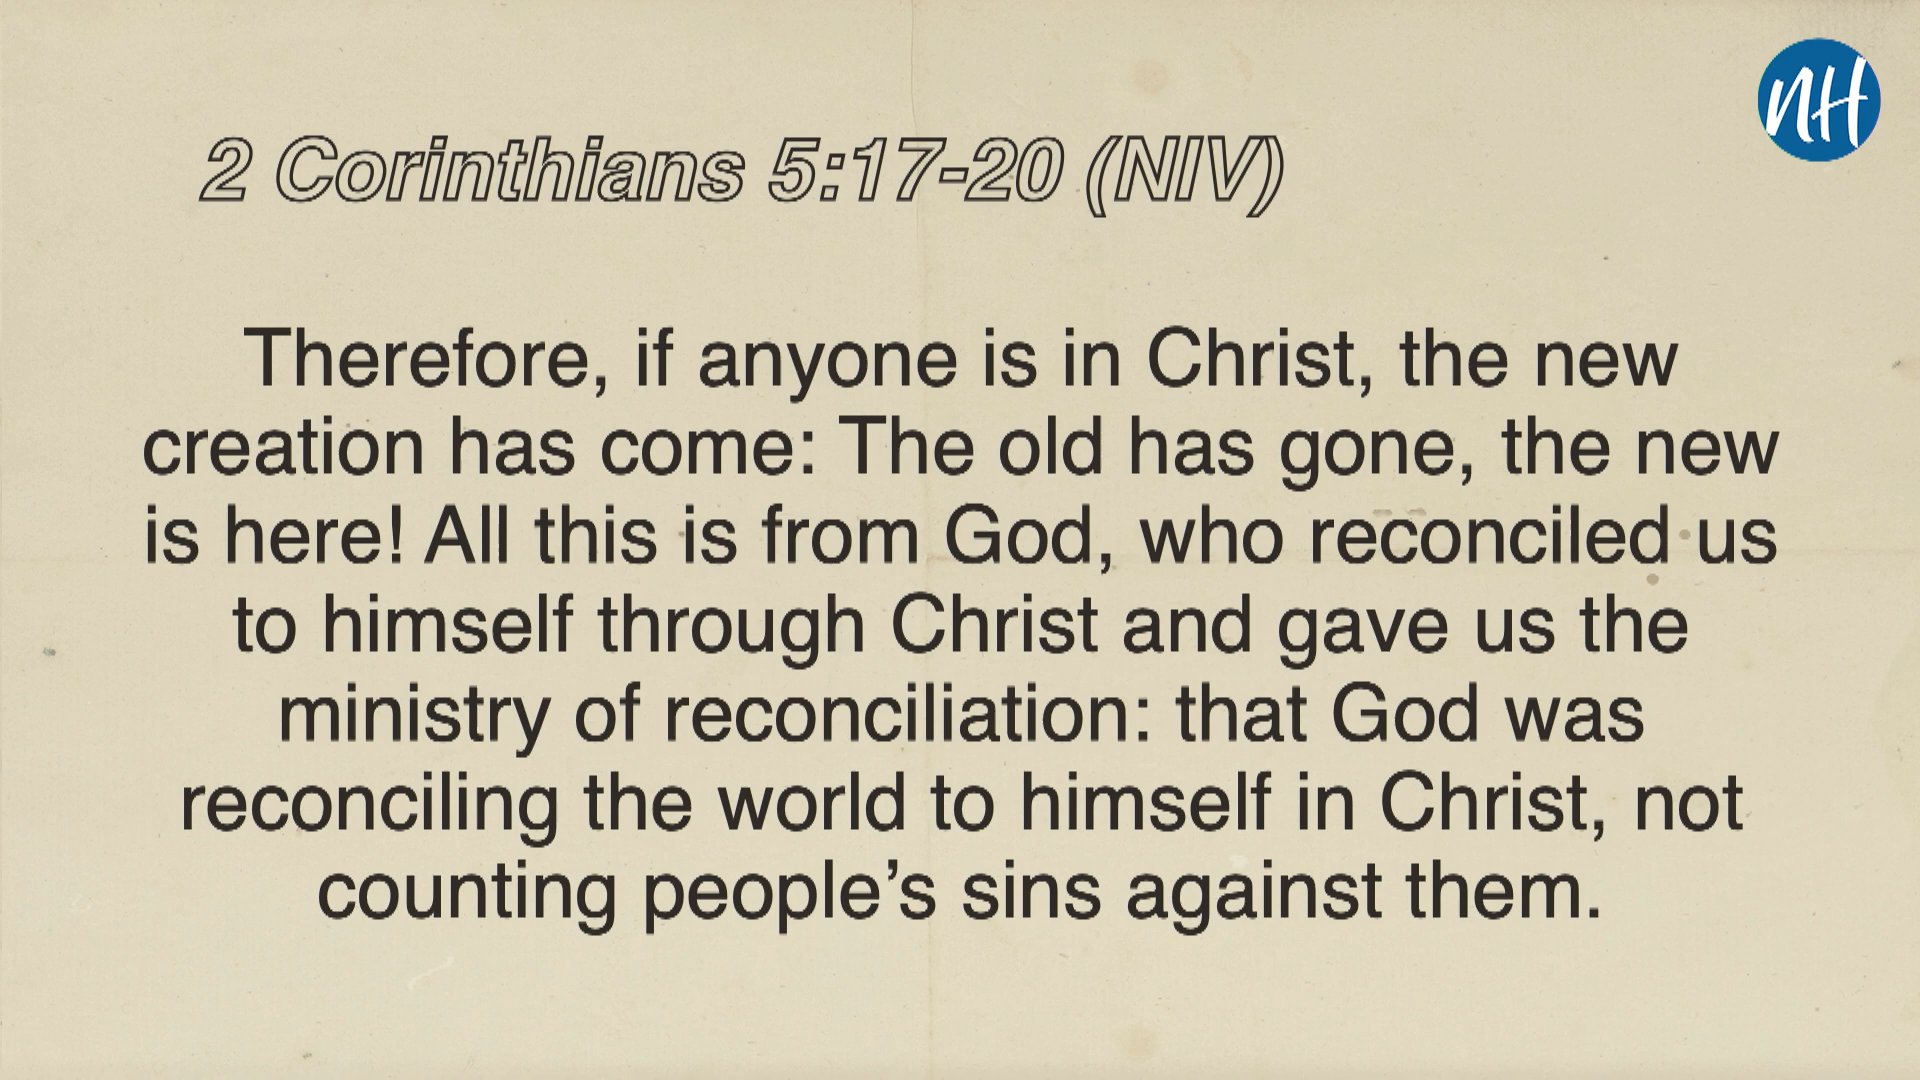 nH
2 Corinthians 5:17-20 (NIV)
Therefore, if anyone is in Christ, the new
creation has come: The old has gone, the new
is here! All this is from God, who reconciled us
to himself through Christ and gave us the
ministry of reconciliation: that God was
reconciling the world to himself in Christ, not
counting people’s sins against them.